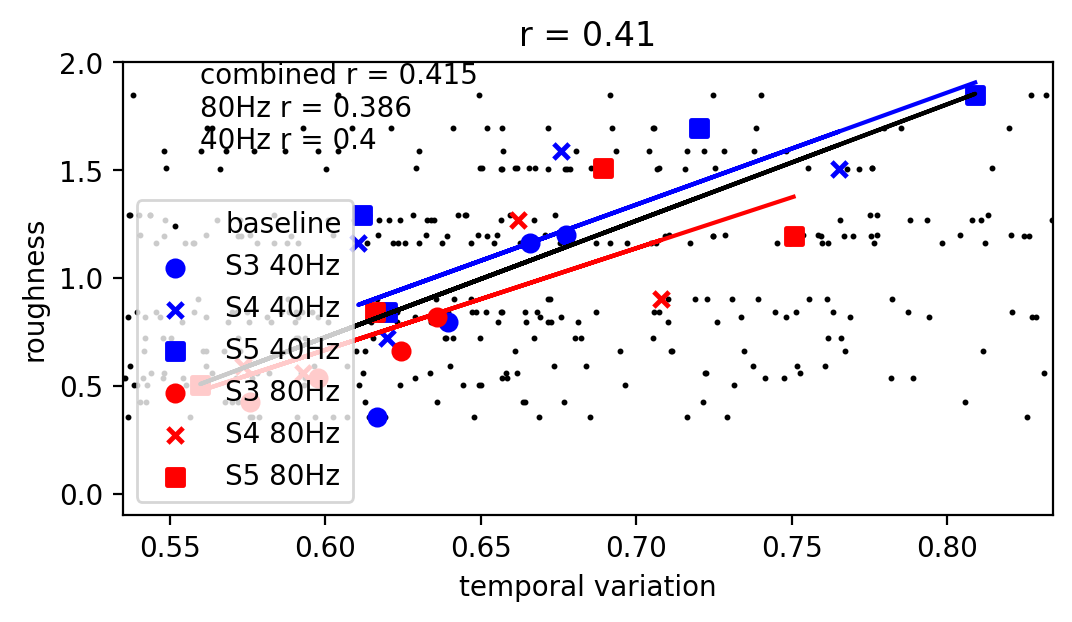 r = 0.41
combined r = 0.415
80Hz r = 0.386
40Hz r = 0.4
baseline
S3 40Hz
S4 40Hz
S5 40Hz
S3 80Hz
S4 80Hz
S5 80Hz
roughness
2.0
1.5
1.0
0.5
0.0
0.55 0.60 0.65 0.70 0.75 0.80
temporal variation